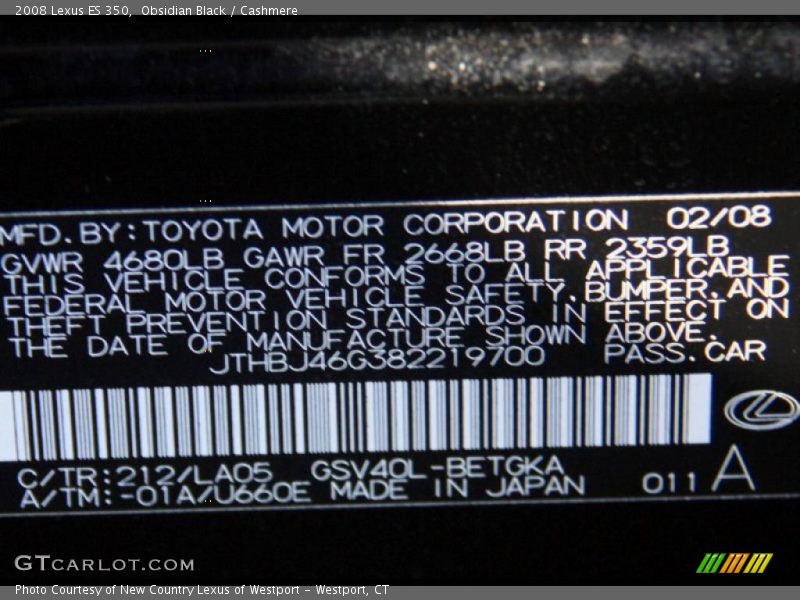 2008 Lexus ES 350, Obsidian Black / Cashmere
MFD.BY:TOYOTA MOTOR CORPORATION 02/08
GVWR 4680LB GAWR FR 2668LB RR 2359LB
THIS VEHICLE CONFORMS TO ALL APPLICABLE
FEDERAL MOTOR VEHICLE SAFETY,BUMPER,AND
THEFT PREVENTION STANDARDS IN EFFECT ON
THE DATE OF MANUFACTURE SHOWN ABOVE.
JTHBJ46G382219700 PASS.CAR
C/TR:212/LA05 GSV40L-BETGKA
A/TM:-01A/U660E MADE IN JAPAN 011 A
GTCARLOT.COM
Photo Courtesy of New Country Lexus of Westport – Westport, CT